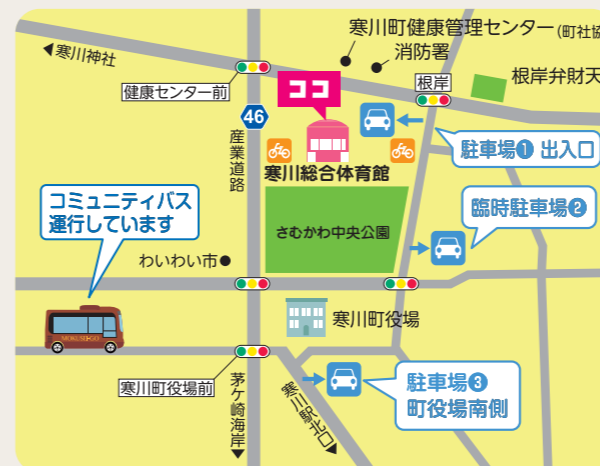 寒川町健康管理センター(町社協
消防署
寒川神社
根岸
根岸弁財天
健康センター前
ココ
46
産業道路
駐車場❶ 出入口
寒川総合体育館
コミュニティバス
運行しています
臨時駐車場❷
さむかわ中央公園
わいわい市
寒川町役場
寒川町役場前
駐車場❸
町役場南側
茅ケ崎海岸
寒川駅北口